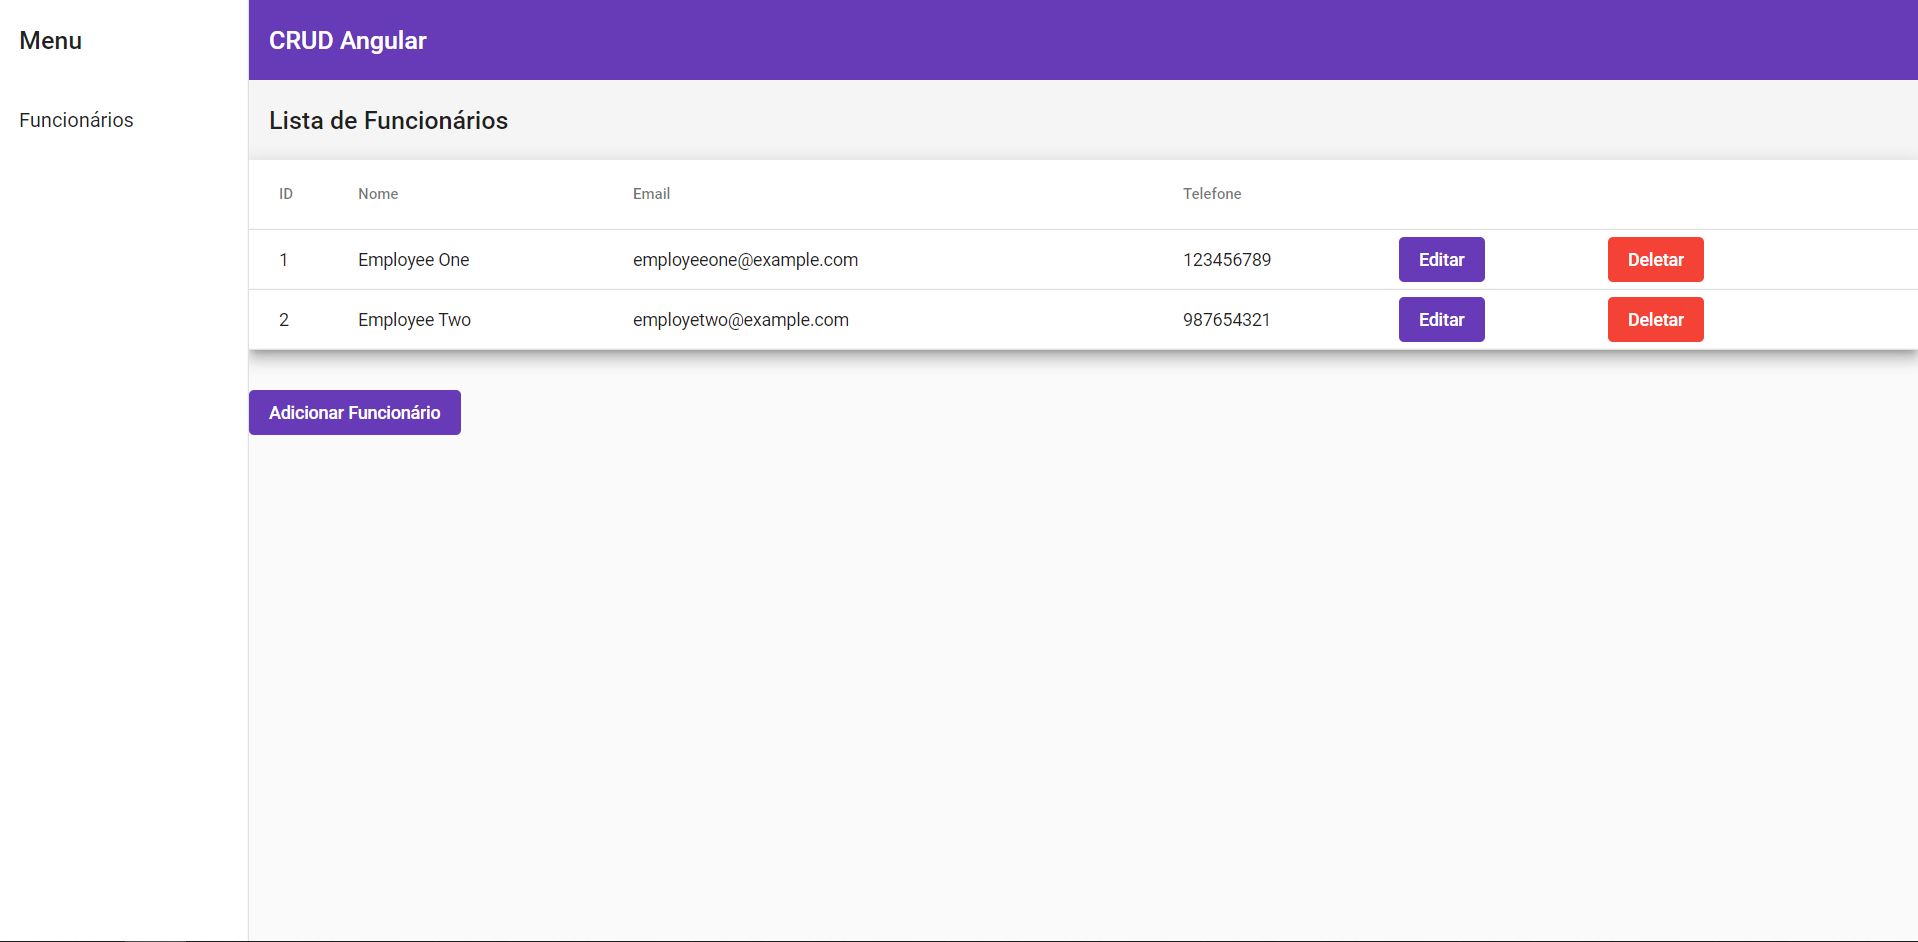 Menu
CRUD Angular
Funcionários
Lista de Funcionários
ID Nome Email Telefone
1 Employee One employeeone@example.com 123456789 Editar Deletar
2 Employee Two employetwo@example.com 987654321 Editar Deletar
Adicionar Funcionário